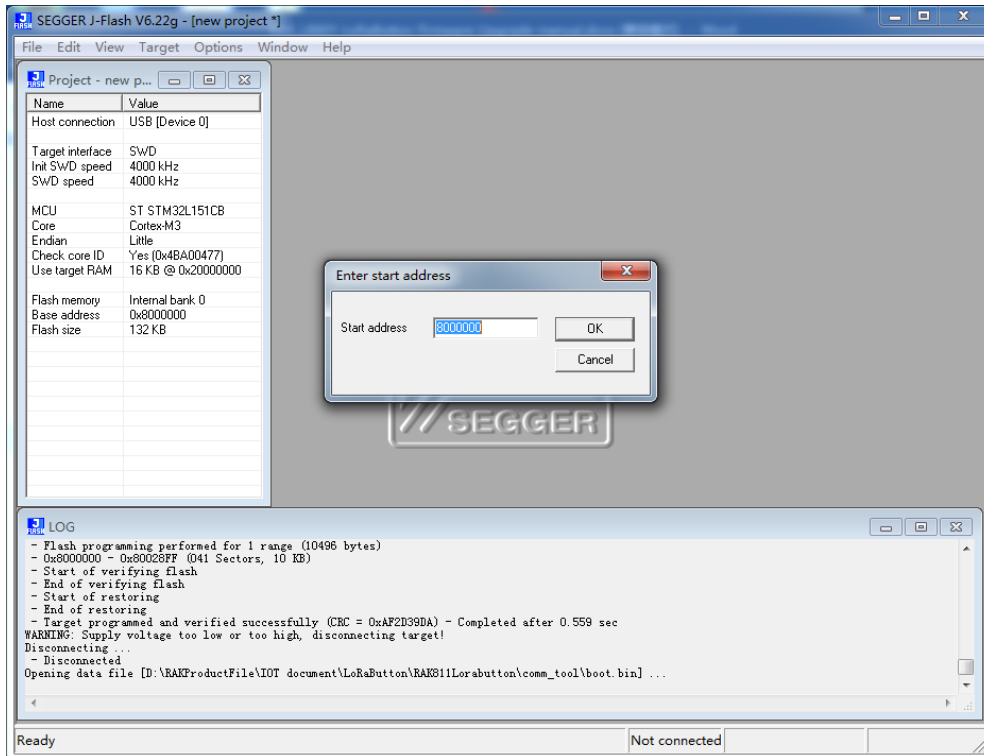 SEGGER J-Flash V6.22g - [new project *]
File Edit View Target Options Window Help
Project - new p...
Name Value
Host connection USB [Device 0]
Target interface SWD
Init SWD speed 4000 kHz
SWD speed 4000 kHz
MCU ST STM32L151CB
Core Cortex-M3
Endian Little
Check core ID Yes (0x4BA00477)
Use target RAM 16 KB @ 0x20000000
Flash memory Internal bank 0
Base address 0x8000000
Flash size 132 KB
Enter start address
Start address 8000000 OK
Cancel
SEGGER
LOG
- Flash programming performed for 1 range (10496 bytes)
- 0x8000000 - 0x80028FF (041 Sectors, 10 KB)
- Start of verifying flash
- End of verifying flash
- Start of restoring
- End of restoring
- Target programmed and verified successfully (CRC = 0xAF2D39DA) - Completed after 0.559 sec
WARNING: Supply voltage too low or too high, disconnecting target!
Disconnecting ...
- Disconnected
Opening data file [D:\RAKProductFile\IOT document\LoRaButton\RAK811Lorabutton\comm_tool\boot.bin] ...
Ready Not connected